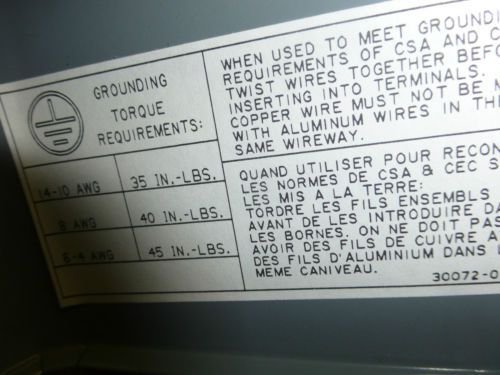 GROUNDING
TORQUE
REQUIREMENTS:
14-10 AWG 35 IN.-LBS.
8 AWG 40 IN.-LBS.
6-4 AWG 45 IN.-LBS.
WHEN USED TO MEET GROUNDI
REQUIREMENTS OF CSA AND C
TWIST WIRES TOGETHER BEF
INSERTING INTO TERMINALS.
COPPER WIRE MUST NOT BE M
WITH ALUMINUM WIRES IN TH
SAME WIREWAY.
QUAND UTILISER POUR RECON
LES NORMES DE CSA & CEC S
LES MIS A LA TERRE:
TORDRE LES FILS ENSEMBLE
AVANT DE LES INTRODUIRE DA
LES BORNES. ON NE DOIT PAS
AVOIR DES FILS DE CUIVRE A
DES FILS D'ALUMINIUM DANS L
MEME CANIVEAU.
30072-0